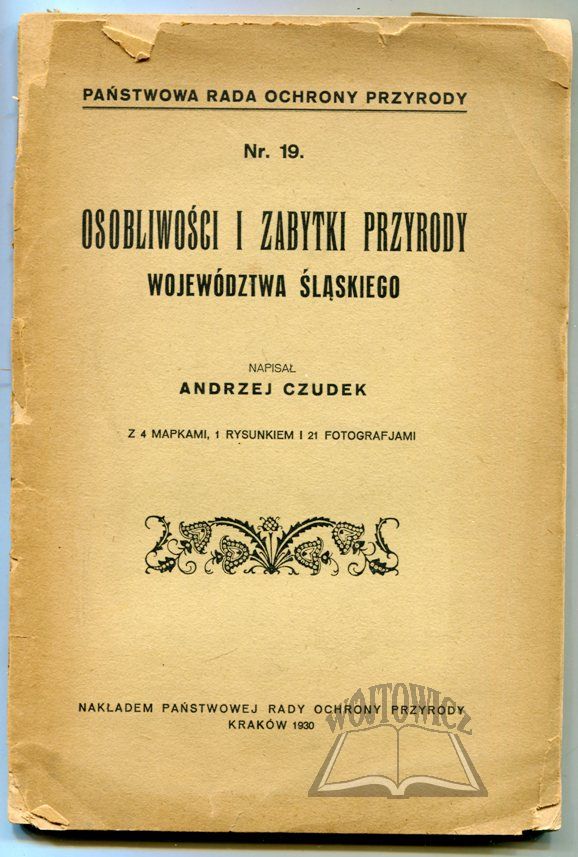 PAŃSTWOWA RADA OCHRONY PRZYRODY
Nr. 19.
OSOBLIWOŚCI I ZABYTKI PRZYRODY
WOJEWÓDZTWA ŚLĄSKIEGO
NAPISAŁ
ANDRZEJ CZUDEK
Z 4 MAPKAMI, 1 RYSUNKIEM I 21 FOTOGRAFJAMI
NAKŁADEM PAŃSTWOWEJ RADY OCHRONY PRZYRODY
KRAKÓW 1930
WOJTOWICZ